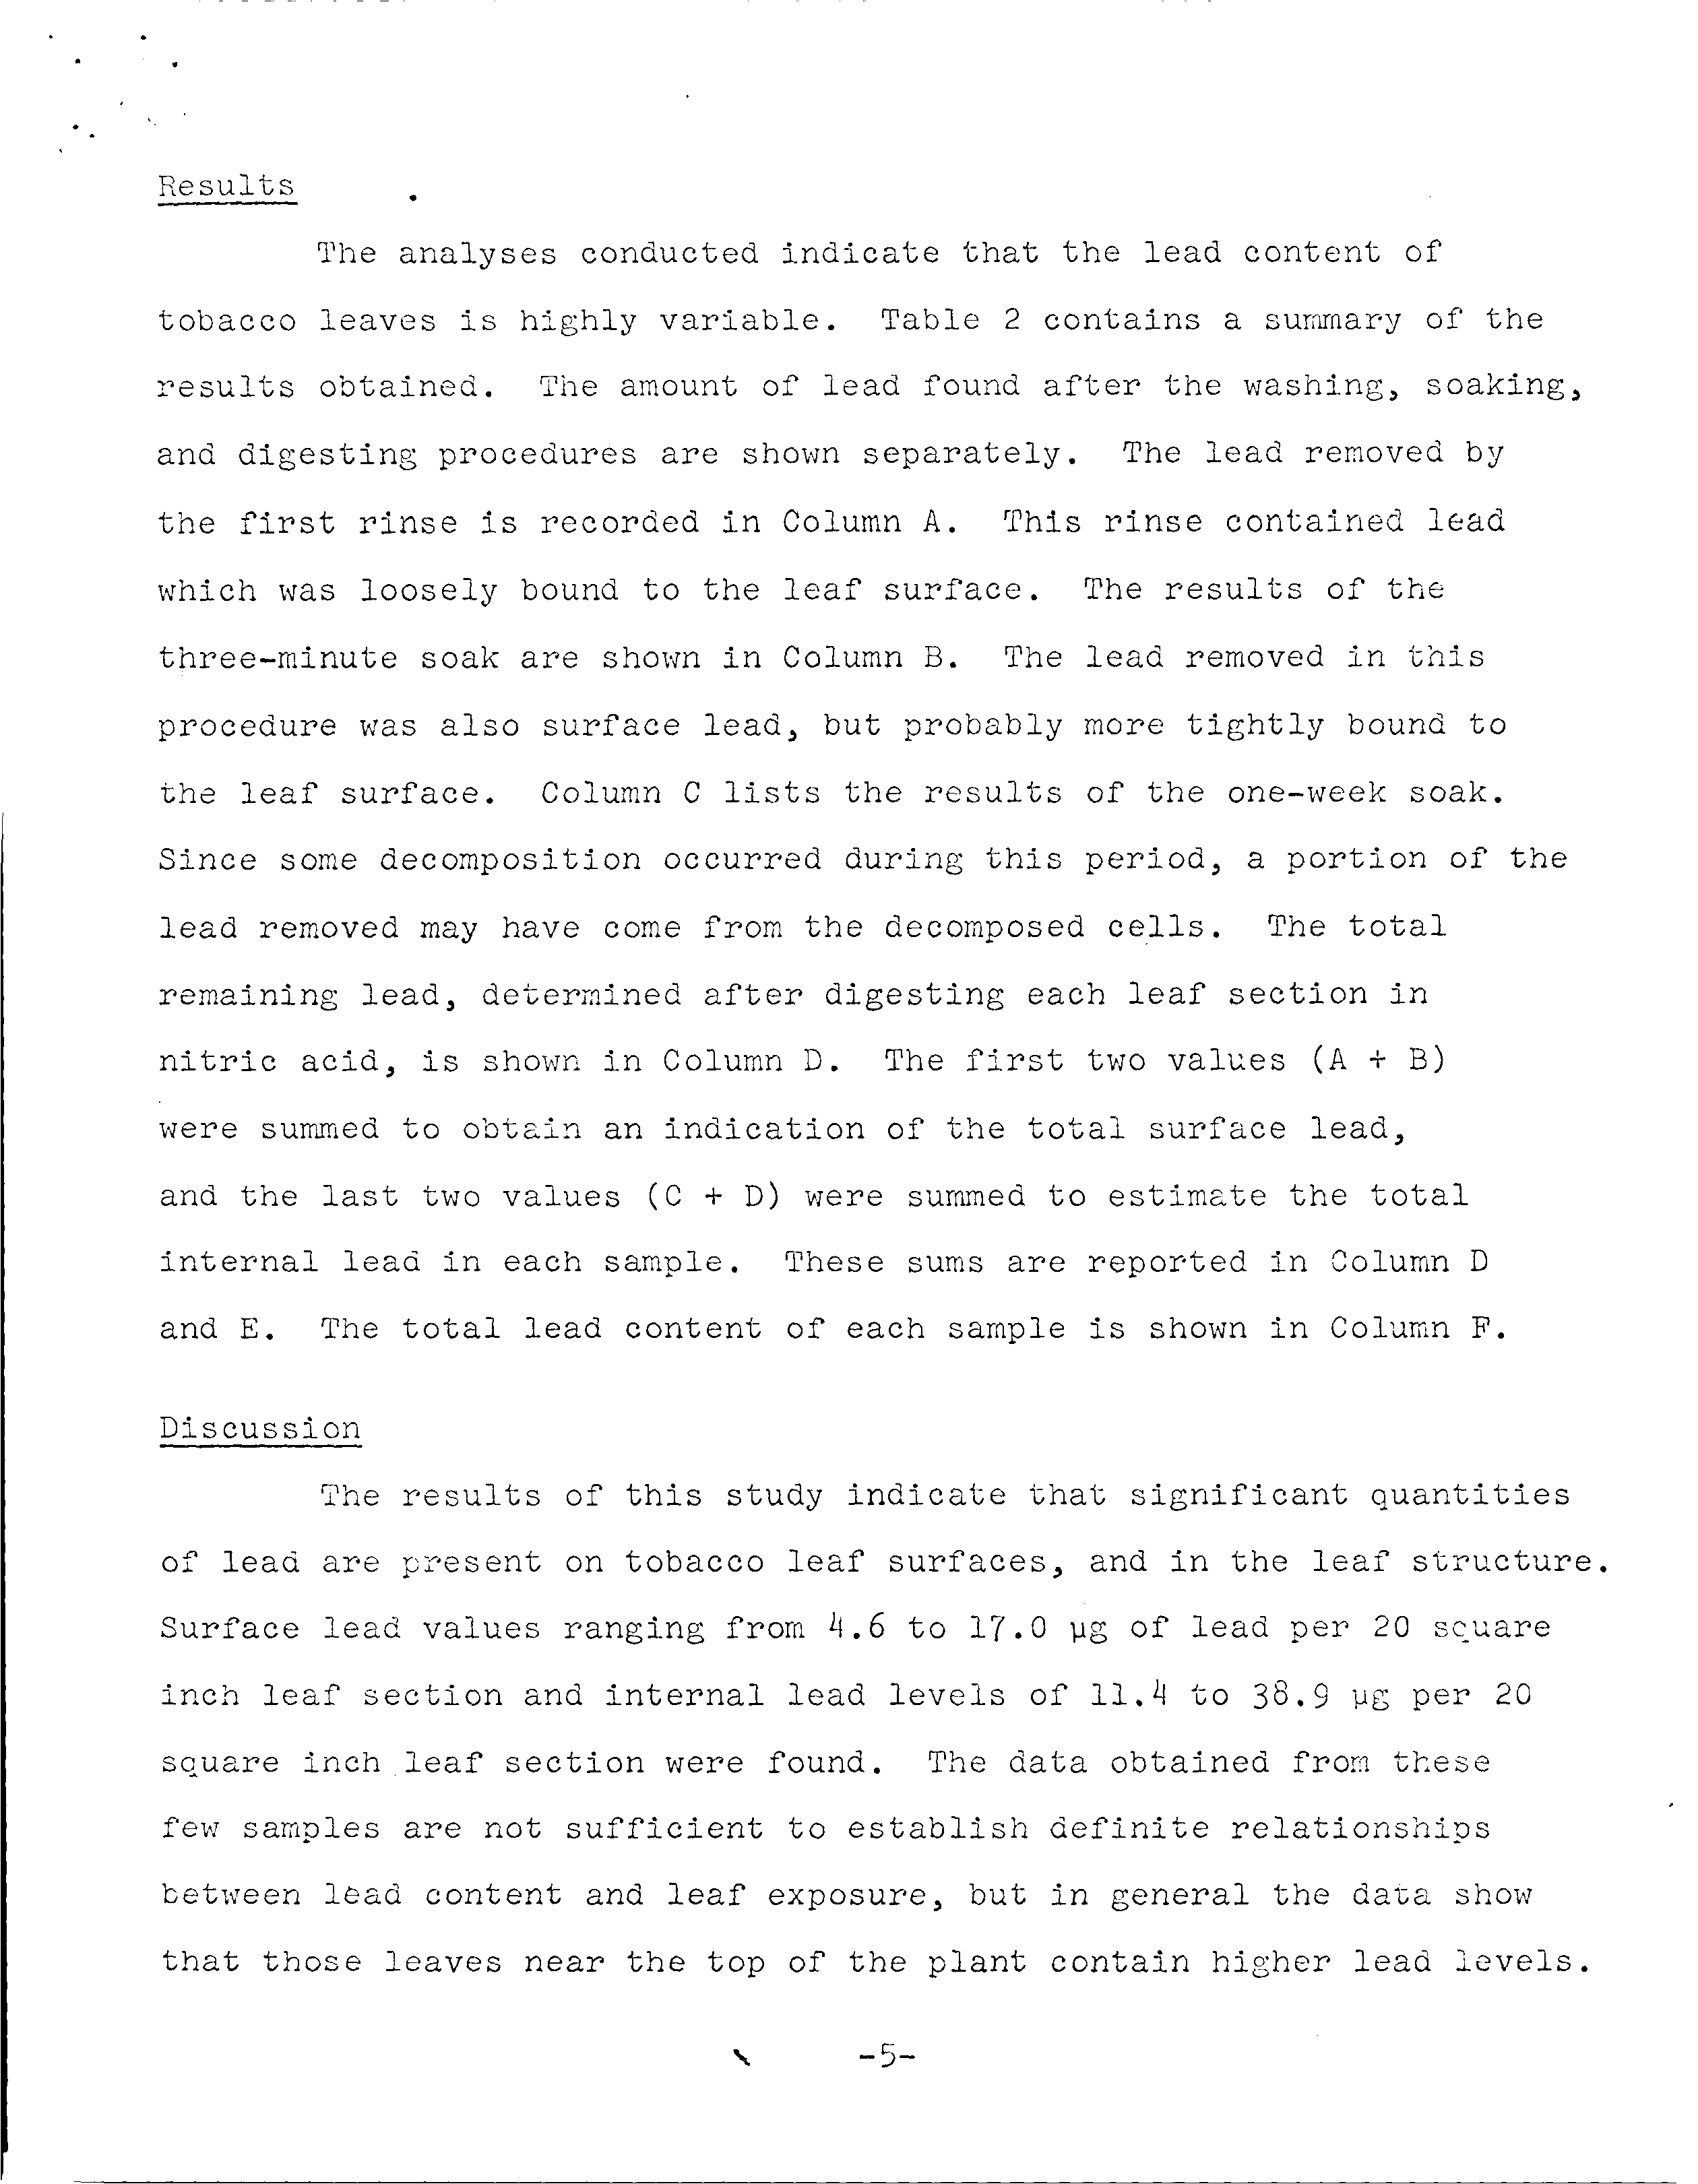 Results
The analyses conducted indicate that the lead content of
tobacco leaves is highly variable. Table 2 contains a summary of the
results obtained. The amount of lead found after the washing, soaking,
and digesting procedures are shown separately. The lead removed by
the first rinse is recorded in Column A. This rinse contained lead
which was loosely bound to the leaf surface. The results of the
three-minute soak are shown in Column B. The lead removed in this
procedure was also surface lead, but probably more tightly bound to
the leaf surface. Column C lists the results of the one-week soak.
Since some decomposition occurred during this period, a portion of the
lead removed may have come from the decomposed cells. The total
remaining lead, determined after digesting each leaf section in
nitric acid, is shown in Column D. The first two values (A + B)
were summed to obtain an indication of the total surface lead,
and the last two values (C + D) were summed to estimate the total
internal lead in each sample. These sums are reported in Column D
and E. The total lead content of each sample is shown in Column F.
Discussion
The results of this study indicate that significant quantities
of lead are present on tobacco leaf surfaces, and in the leaf structure.
Surface lead values ranging from 4.6 to 17.0 µg of lead per 20 square
inch leaf section and internal lead levels of 11.4 to 38.9 µg per 20
square inch leaf section were found. The data obtained from these
few samples are not sufficient to establish definite relationships
between lead content and leaf exposure, but in general the data show
that those leaves near the top of the plant contain higher lead levels.
-5-